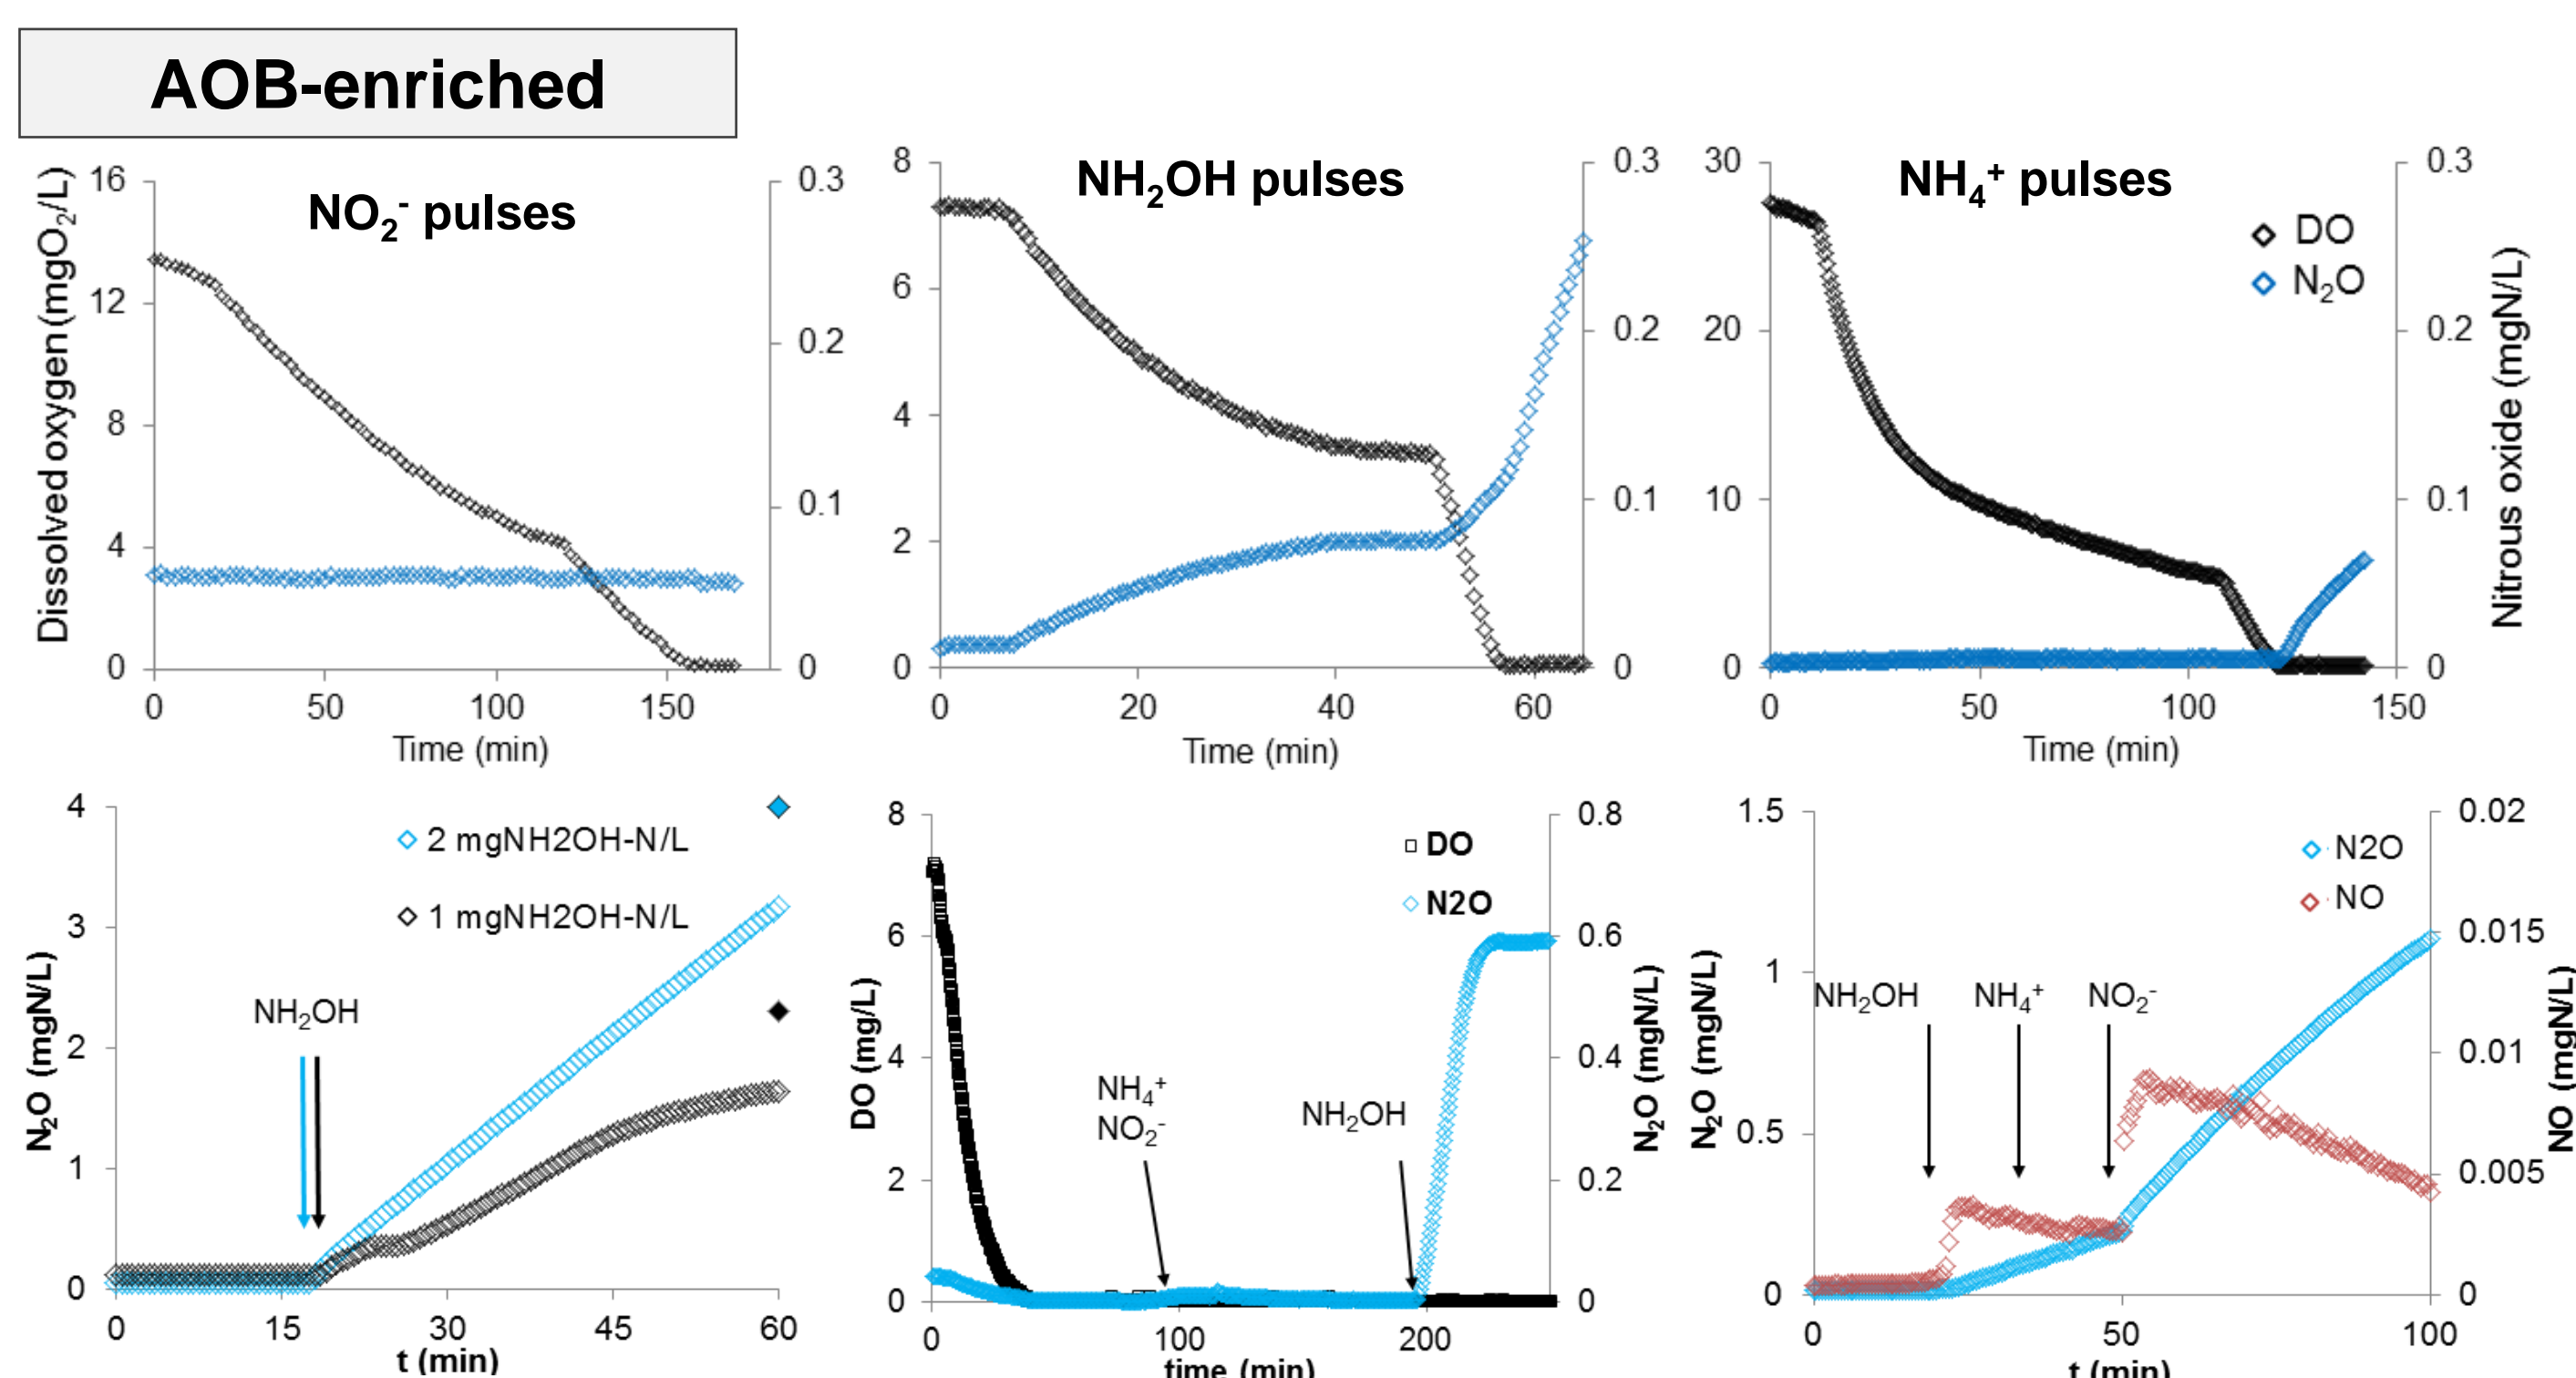 AOB-enriched
NO₂⁻ pulses
Dissolved oxygen (mgO₂/L)
16
12
8
4
0
0.3
0.2
0.1
0
0 50 100 150
Time (min)
NH₂OH pulses
8
6
4
2
0
0.3
0.2
0.1
0
0 20 40 60
Time (min)
NH₄⁺ pulses
DO
N₂O
30
20
10
0
0.3
0.2
0.1
0
Nitrous oxide (mgN/L)
0 50 100 150
Time (min)
N₂O (mgN/L)
4
3
2
1
0
2 mgNH2OH-N/L
1 mgNH2OH-N/L
NH₂OH
0 15 30 45 60
t (min)
DO (mg/L)
8
6
4
2
0
DO
N2O
NH₄⁺
NO₂⁻
NH₂OH
0.8
0.6
0.4
0.2
0
N₂O (mgN/L)
0 100 200
time (min)
N₂O (mgN/L)
1.5
1
0.5
0
N2O
NO
NH₂OH NH₄⁺ NO₂⁻
0.02
0.015
0.01
0.005
0
NO (mgN/L)
0 50 100
t (min)